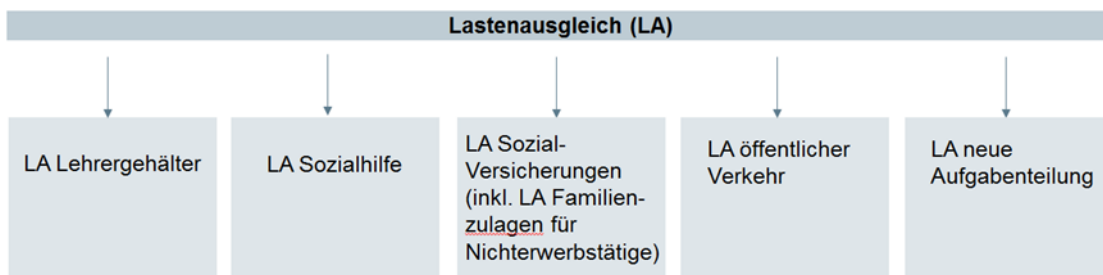 Lastenausgleich (LA)
LA Lehrergehälter
LA Sozialhilfe
LA Sozial-
Versicherungen
(inkl. LA Familien-
zulagen für
Nichterwerbstätige)
LA öffentlicher
Verkehr
LA neue
Aufgabenteilung